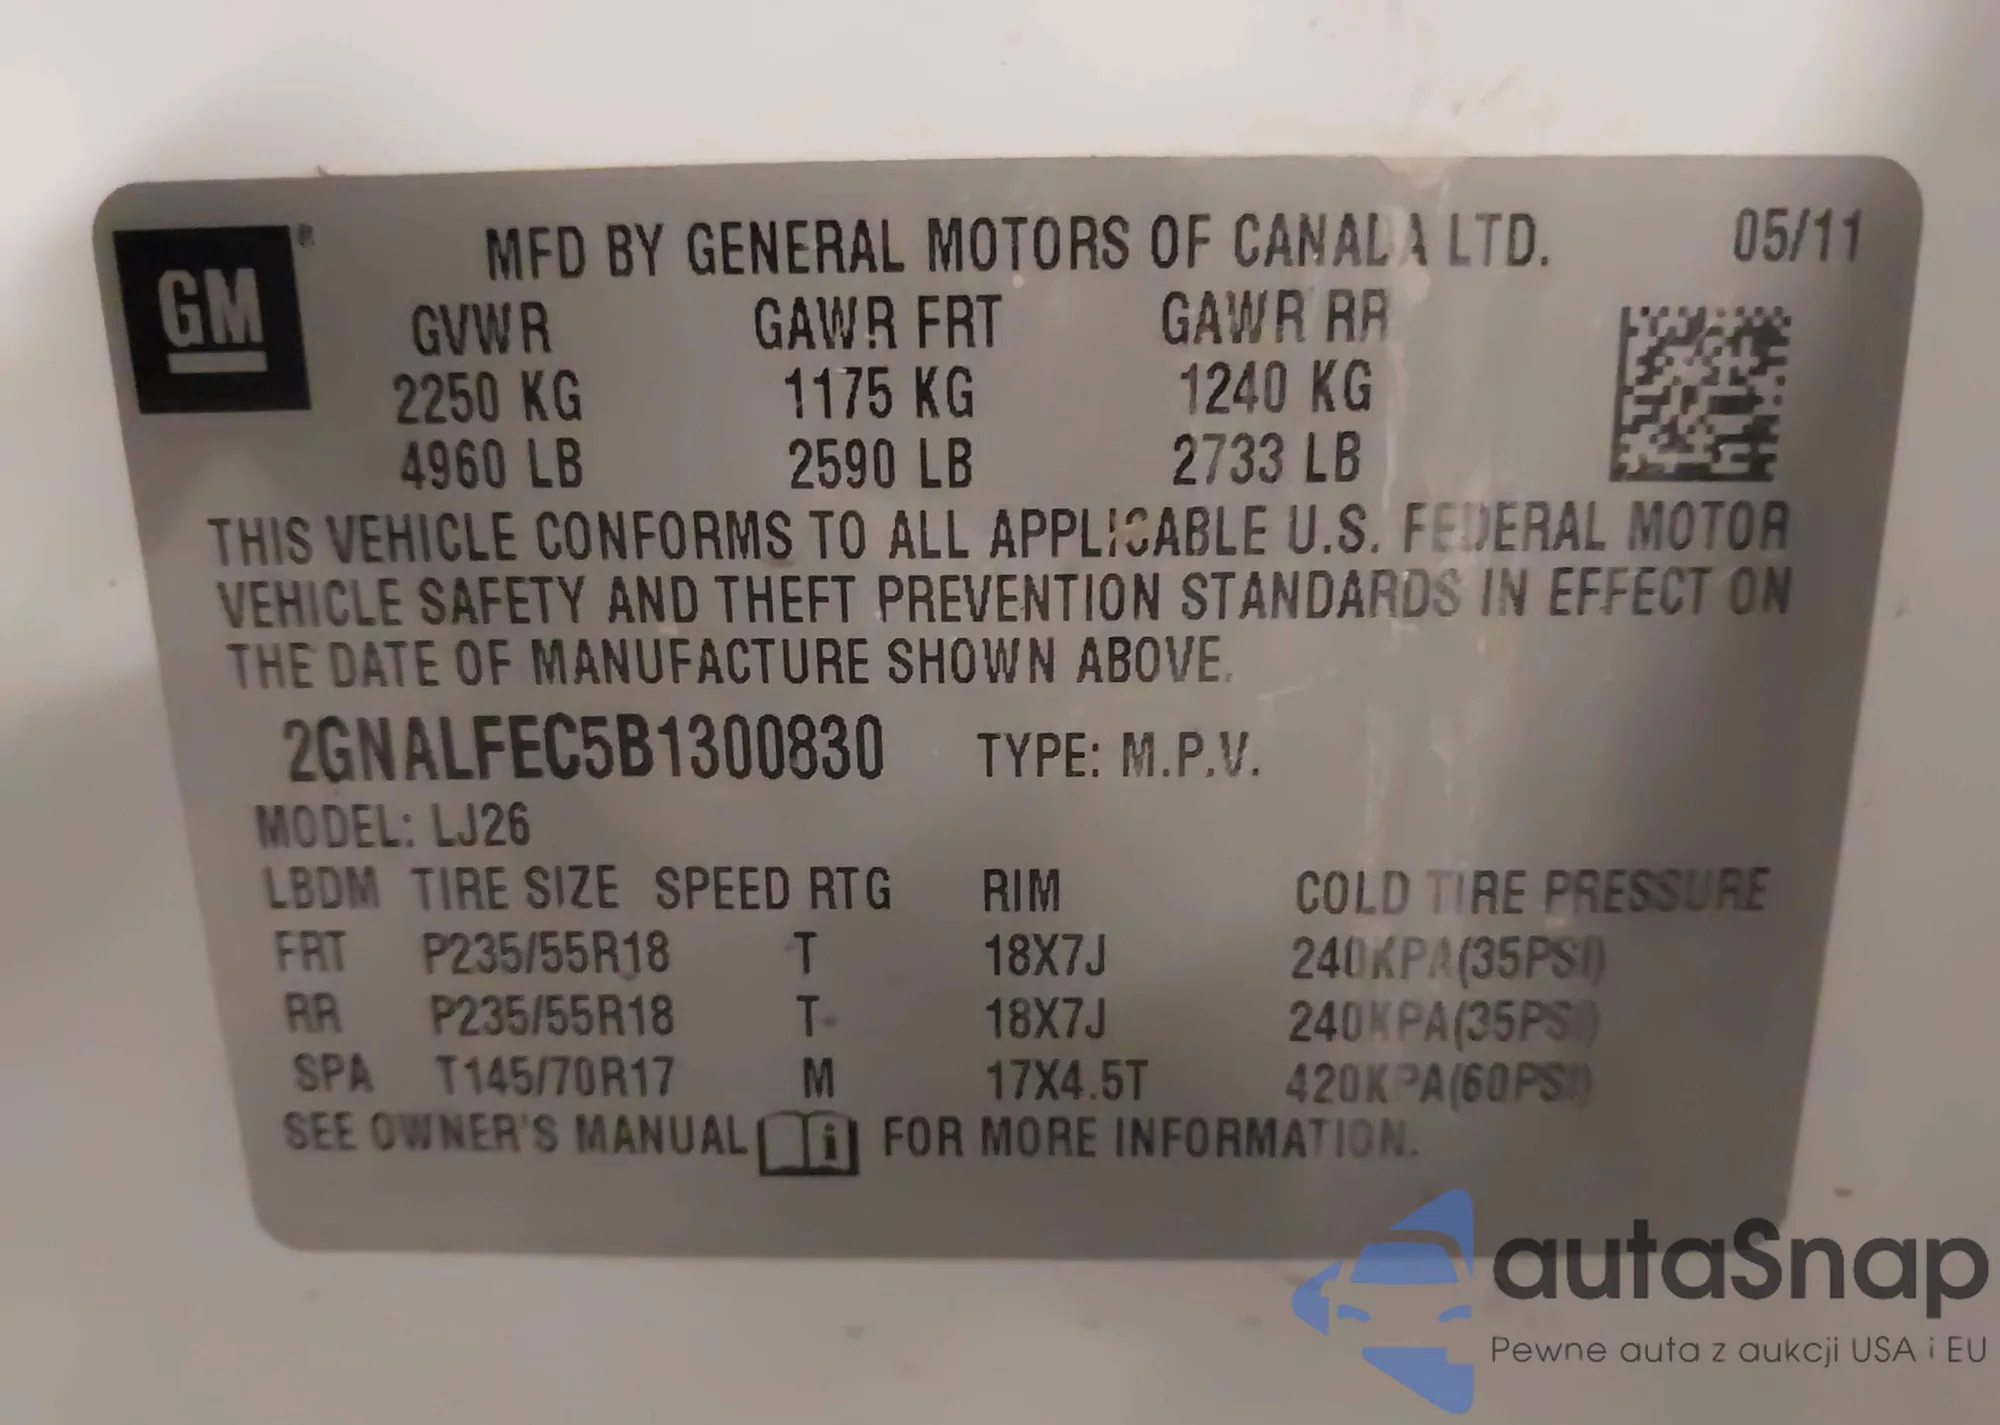 GM ® MFD BY GENERAL MOTORS OF CANADA LTD. 05/11
GVWR GAWR FRT GAWR RR
2250 KG 1175 KG 1240 KG
4960 LB 2590 LB 2733 LB
THIS VEHICLE CONFORMS TO ALL APPLICABLE U.S. FEDERAL MOTOR
VEHICLE SAFETY AND THEFT PREVENTION STANDARDS IN EFFECT ON
THE DATE OF MANUFACTURE SHOWN ABOVE.
2GNALFEC5B1300830 TYPE: M.P.V.
MODEL: LJ26
LBDM TIRE SIZE SPEED RTG RIM COLD TIRE PRESSURE
FRT P235/55R18 T 18X7J 240KPA(35PSI)
RR P235/55R18 T 18X7J 240KPA(35PSI)
SPA T145/70R17 M 17X4.5T 420KPA(60PSI)
SEE OWNER'S MANUAL i FOR MORE INFORMATION.
autaSnap
Pewne auta z aukcji USA i EU